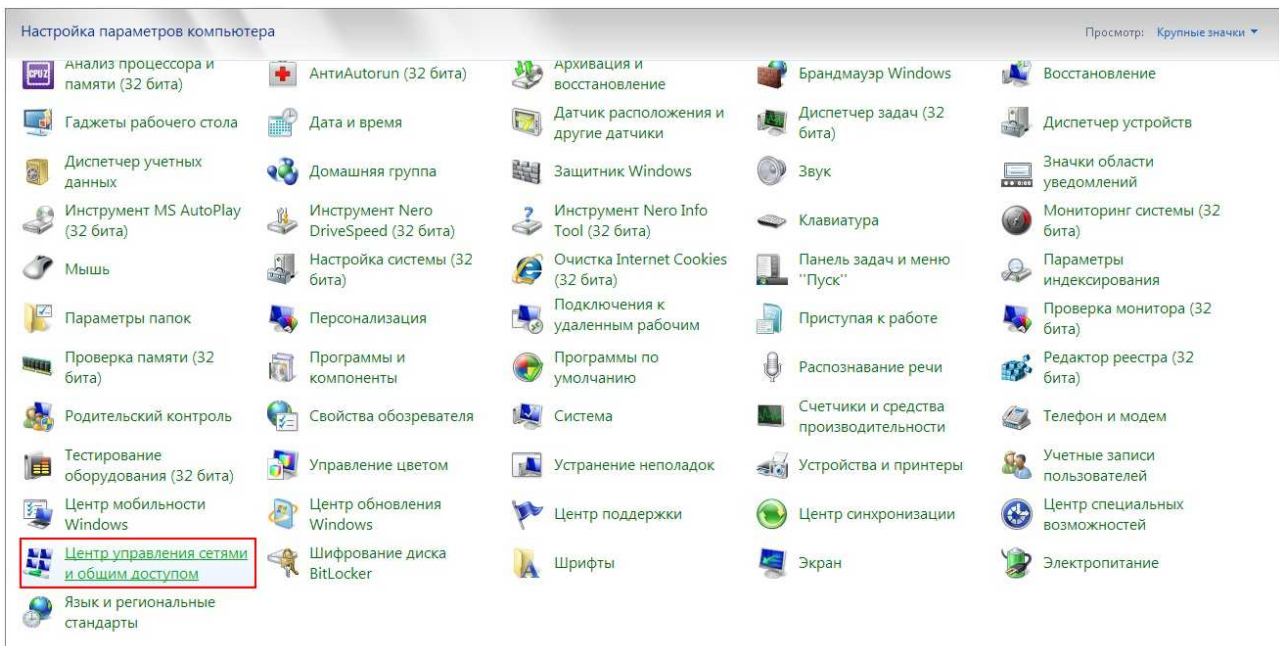 Настройка параметров компьютера
Просмотр: Крупные значки
Анализ процессора и
памяти (32 бита)
АнтиAutorun (32 бита)
Архивация и
восстановление
Брандмауэр Windows
Восстановление
Гаджеты рабочего стола
Дата и время
Датчик расположения и
другие датчики
Диспетчер задач (32
бита)
Диспетчер устройств
Диспетчер учетных
данных
Домашняя группа
Защитник Windows
Звук
Значки области
уведомлений
Инструмент MS AutoPlay
(32 бита)
Инструмент Nero
DriveSpeed (32 бита)
Инструмент Nero Info
Tool (32 бита)
Клавиатура
Мониторинг системы (32
бита)
Мышь
Настройка системы (32
бита)
Очистка Internet Cookies
(32 бита)
Панель задач и меню
''Пуск''
Параметры
индексирования
Параметры папок
Персонализация
Подключения к
удаленным рабочим
Приступая к работе
Проверка монитора (32
бита)
Проверка памяти (32
бита)
Программы и
компоненты
Программы по
умолчанию
Распознавание речи
Редактор реестра (32
бита)
Родительский контроль
Свойства обозревателя
Система
Счетчики и средства
производительности
Телефон и модем
Тестирование
оборудования (32 бита)
Управление цветом
Устранение неполадок
Устройства и принтеры
Учетные записи
пользователей
Центр мобильности
Windows
Центр обновления
Windows
Центр поддержки
Центр синхронизации
Центр специальных
возможностей
Центр управления сетями
и общим доступом
Шифрование диска
BitLocker
Шрифты
Экран
Электропитание
Язык и региональные
стандарты